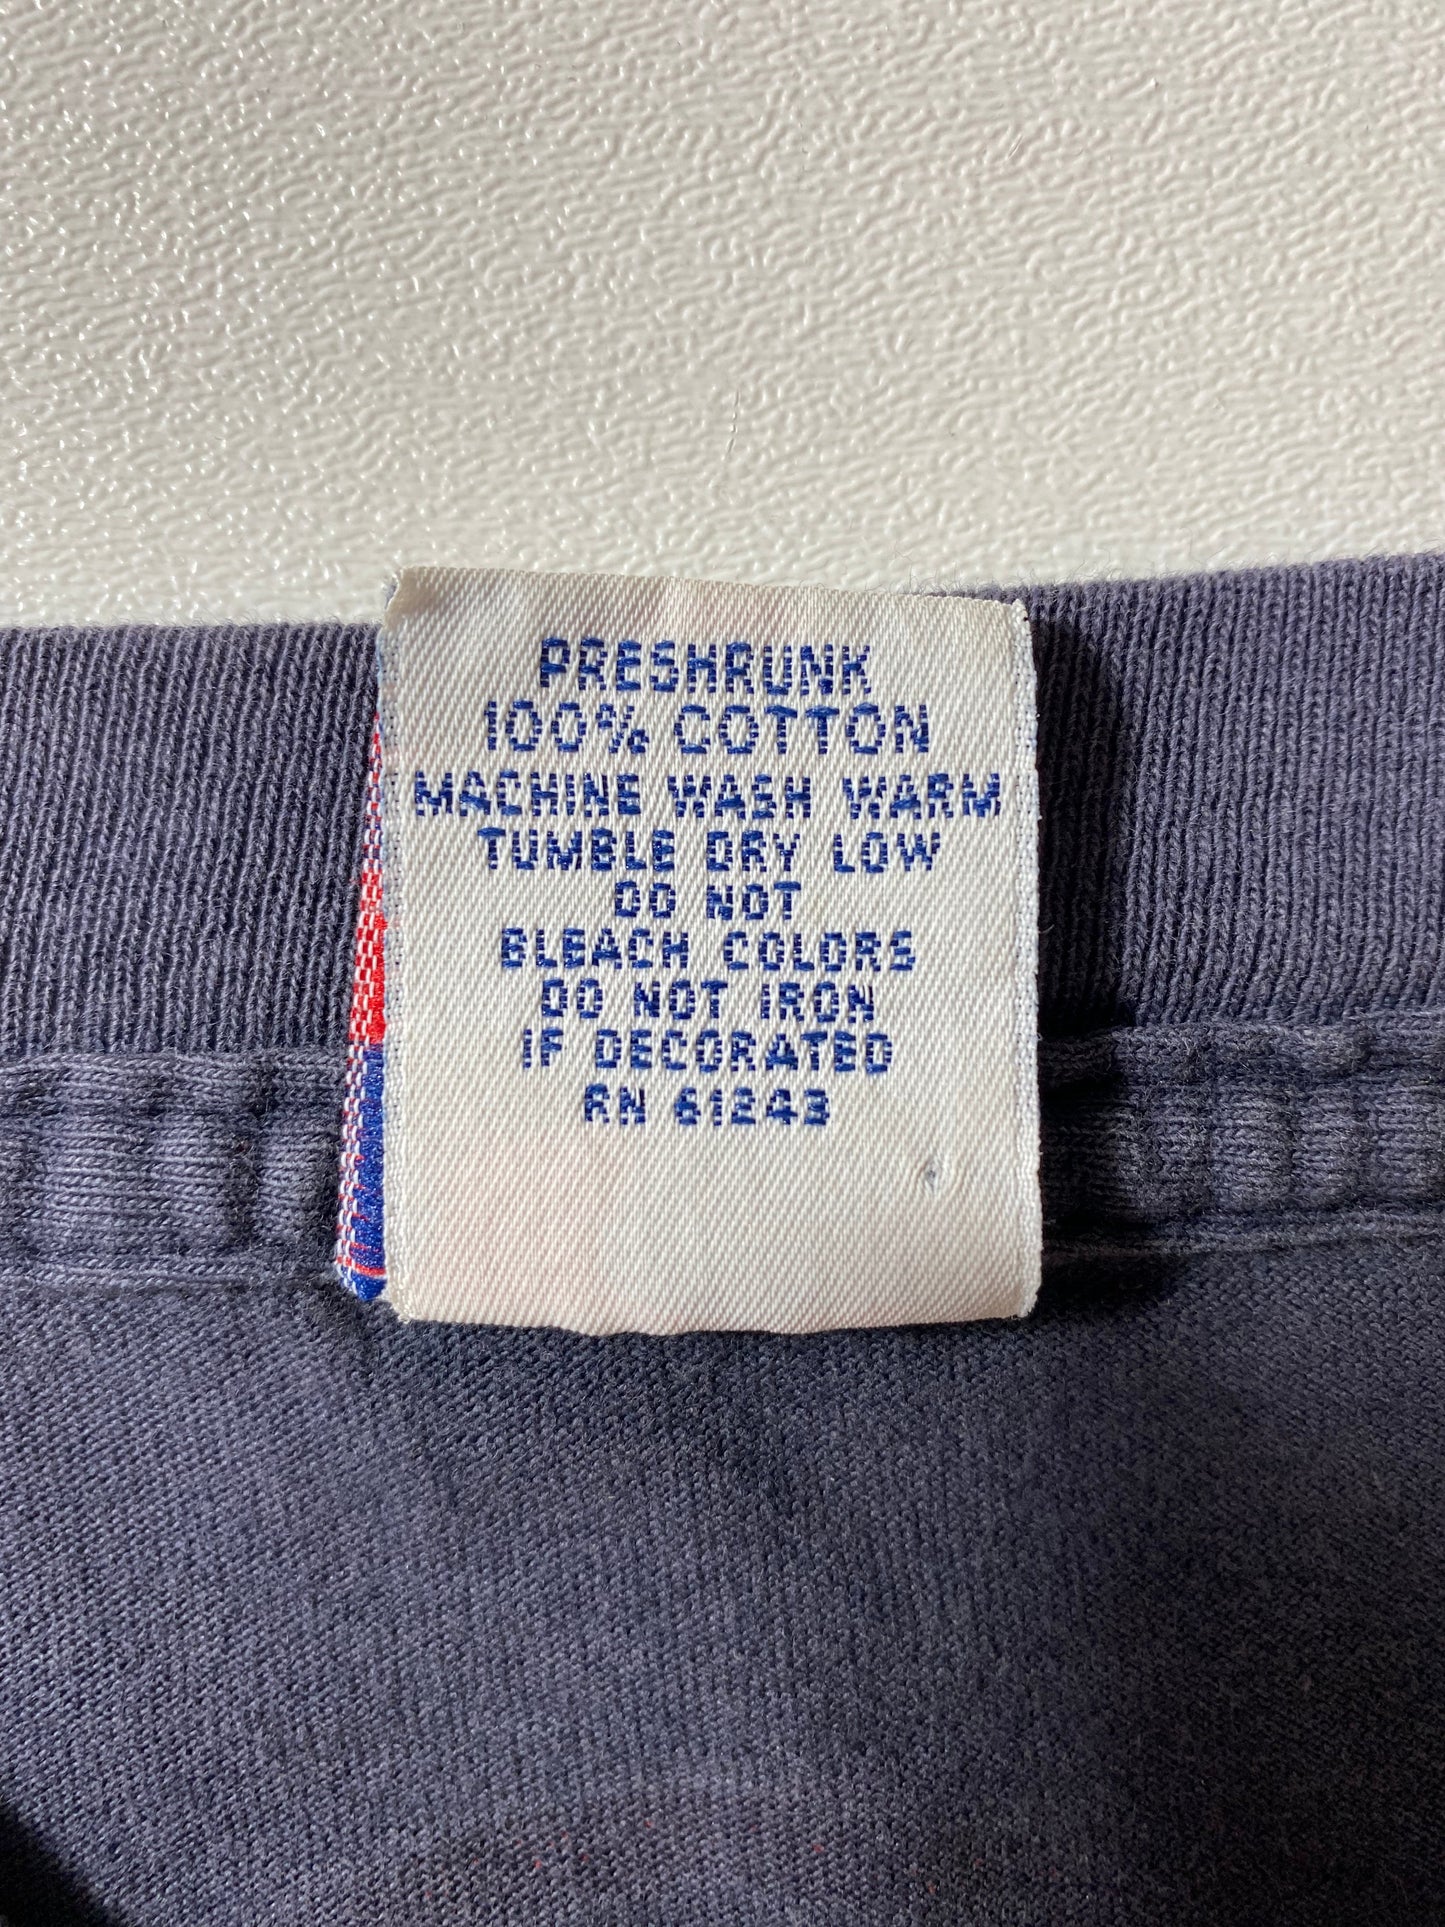 PRESHRUNK
100% COTTON
MACHINE WASH WARM
TUMBLE DRY LOW
DO NOT
BLEACH COLORS
DO NOT IRON
IF DECORATED
RN 61243